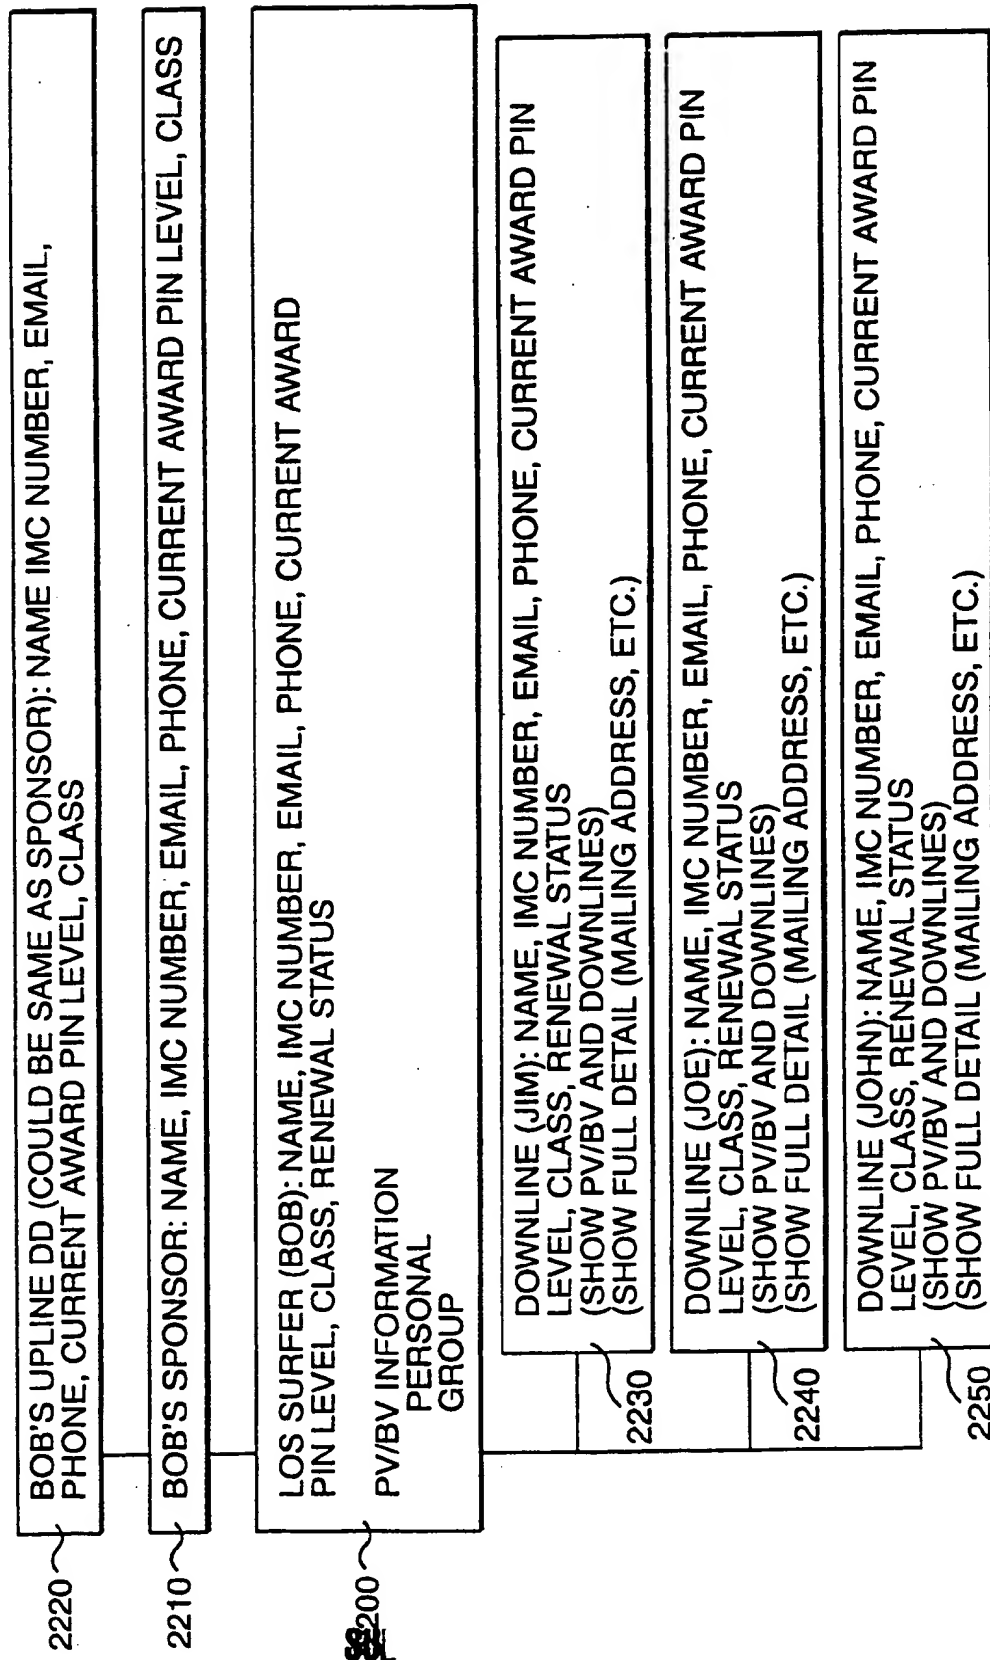 2220
BOB'S UPLINE DD (COULD BE SAME AS SPONSOR): NAME IMC NUMBER, EMAIL,
PHONE, CURRENT AWARD PIN LEVEL, CLASS
2210
BOB'S SPONSOR: NAME, IMC NUMBER, EMAIL, PHONE, CURRENT AWARD PIN LEVEL, CLASS
LOS SURFER (BOB): NAME, IMC NUMBER, EMAIL, PHONE, CURRENT AWARD
PIN LEVEL, CLASS, RENEWAL STATUS
PV/BV INFORMATION
PERSONAL
GROUP
DOWNLINE (JIM): NAME, IMC NUMBER, EMAIL, PHONE, CURRENT AWARD PIN
LEVEL, CLASS, RENEWAL STATUS
(SHOW PV/BV AND DOWNLINES)
(SHOW FULL DETAIL (MAILING ADDRESS, ETC.)
2230
DOWNLINE (JOE): NAME, IMC NUMBER, EMAIL, PHONE, CURRENT AWARD PIN
LEVEL, CLASS, RENEWAL STATUS
(SHOW PV/BV AND DOWNLINES)
(SHOW FULL DETAIL (MAILING ADDRESS, ETC.)
2240
DOWNLINE (JOHN): NAME, IMC NUMBER, EMAIL, PHONE, CURRENT AWARD PIN
LEVEL, CLASS, RENEWAL STATUS
(SHOW PV/BV AND DOWNLINES)
(SHOW FULL DETAIL (MAILING ADDRESS, ETC.)
2250